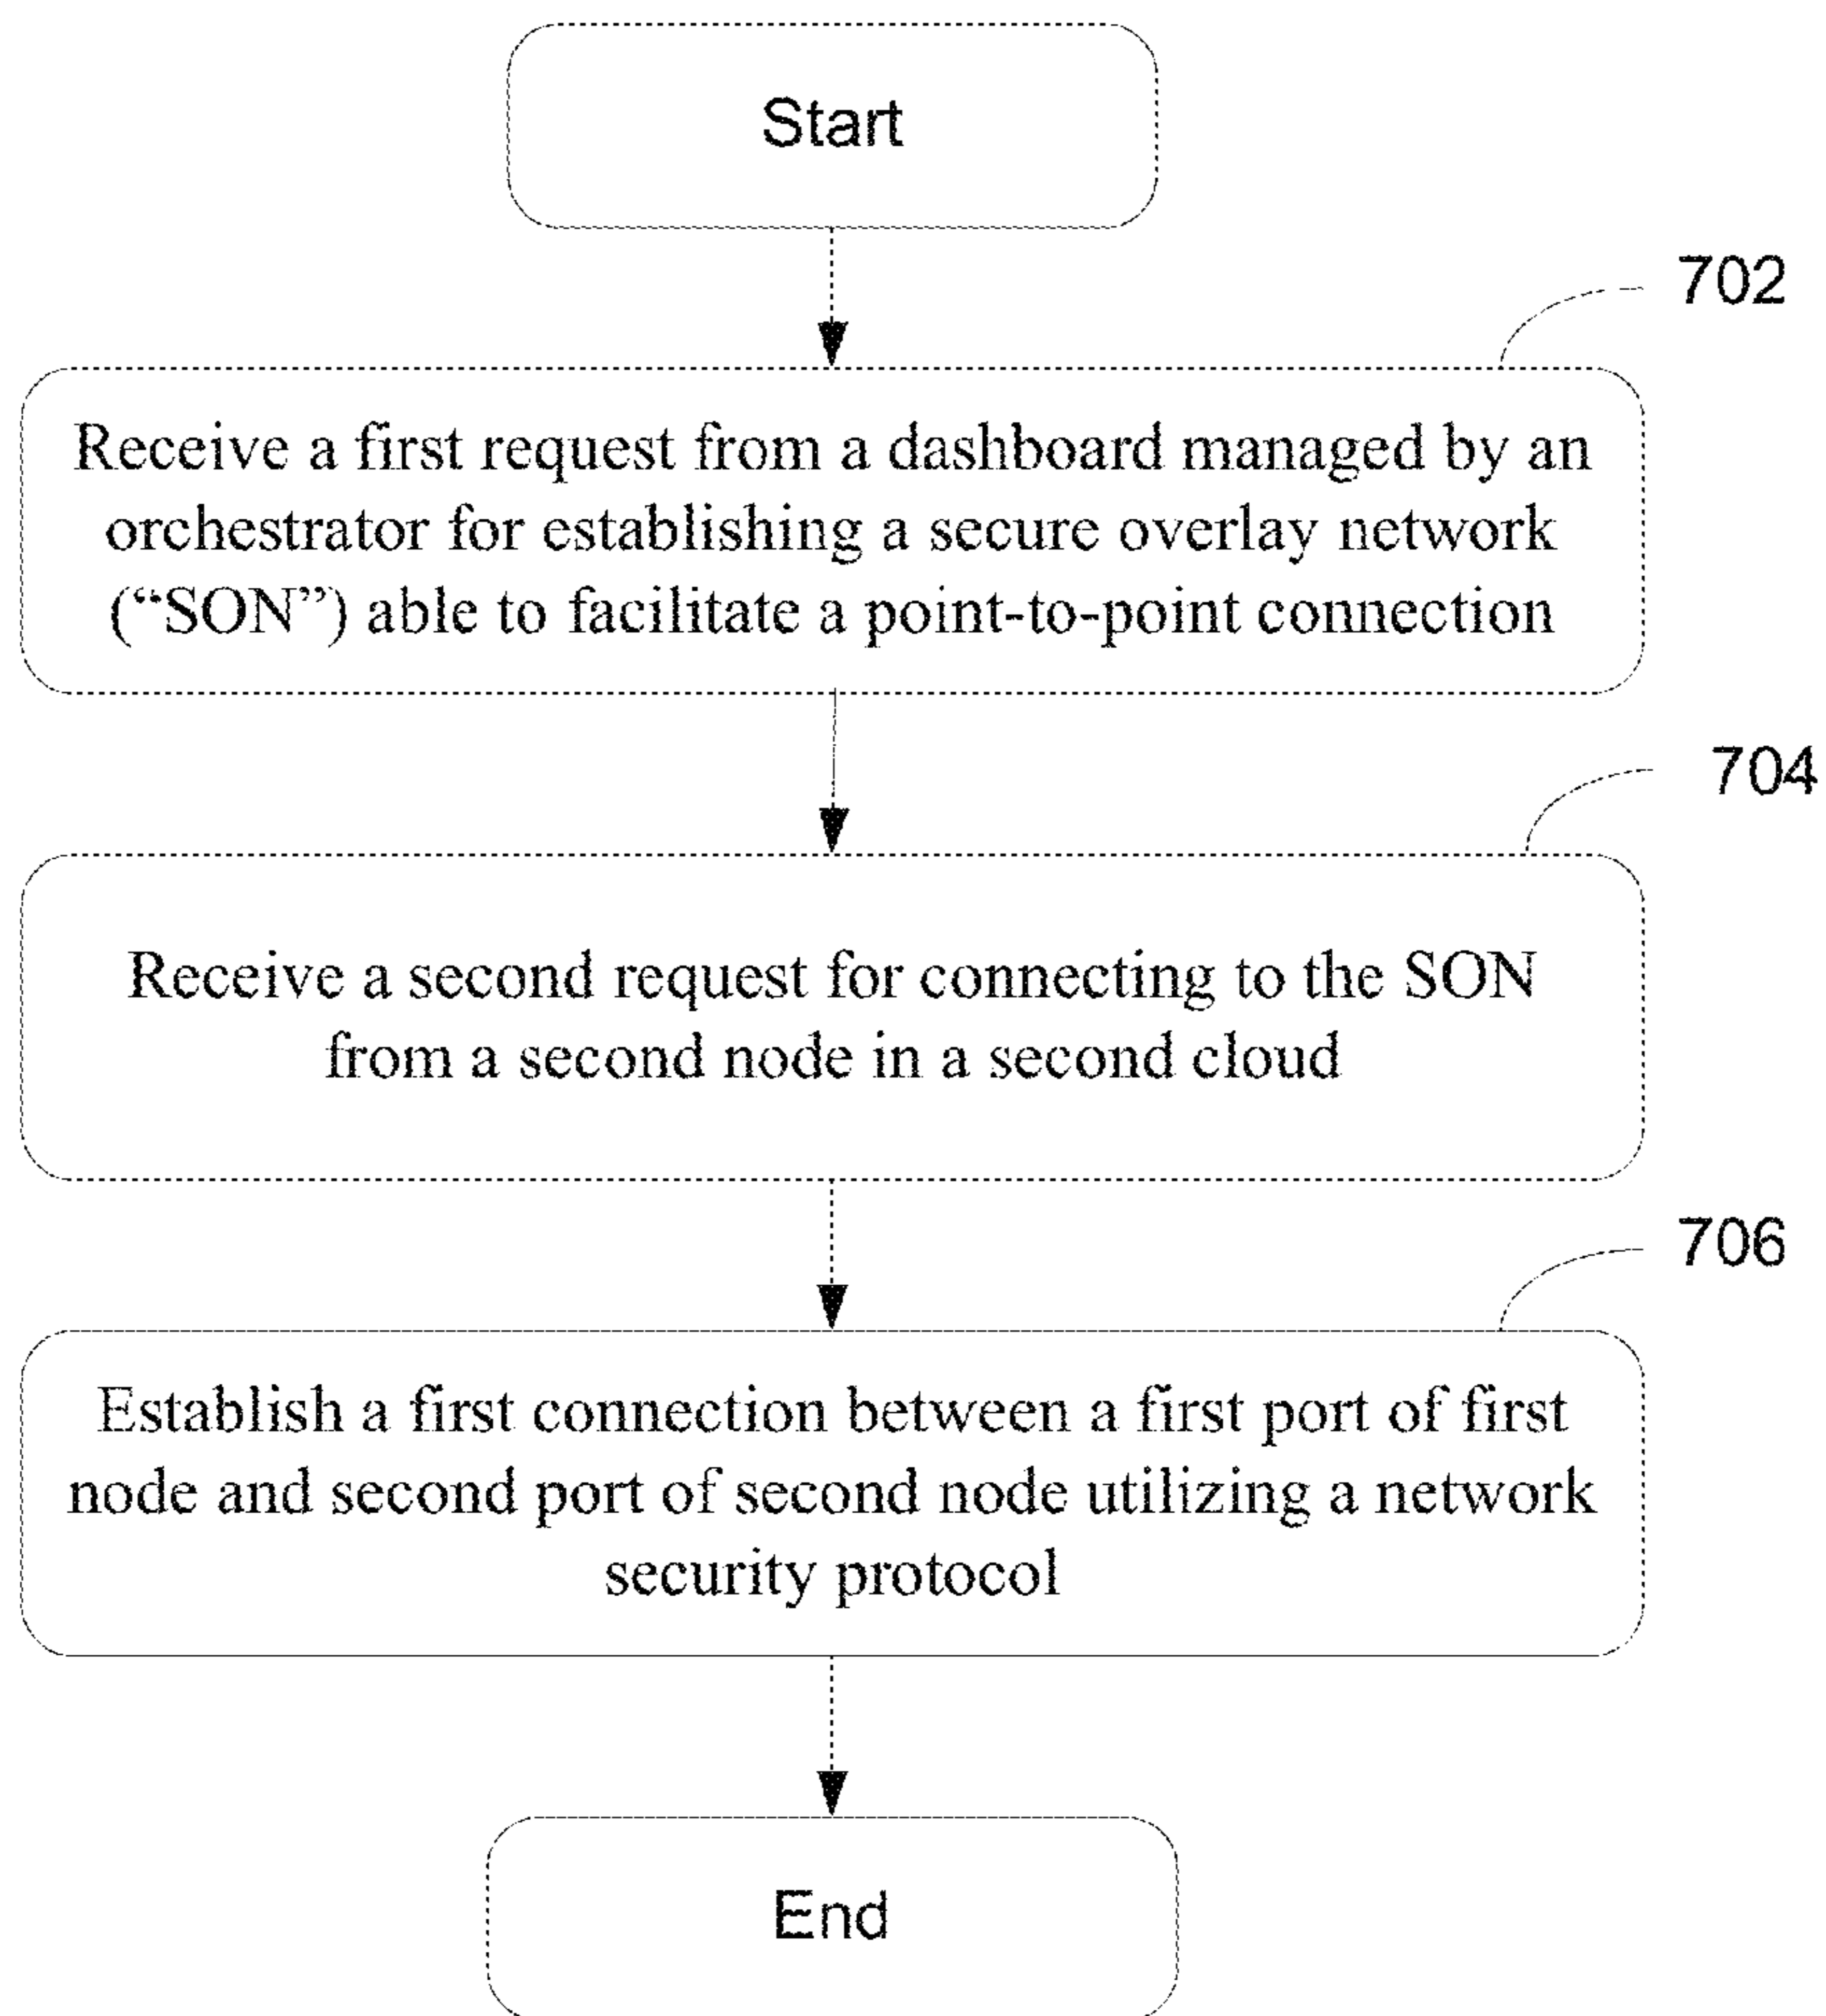 Start
702
Receive a first request from a dashboard managed by an
orchestrator for establishing a secure overlay network
(“SON”) able to facilitate a point-to-point connection
704
Receive a second request for connecting to the SON
from a second node in a second cloud
706
Establish a first connection between a first port of first
node and second port of second node utilizing a network
security protocol
End